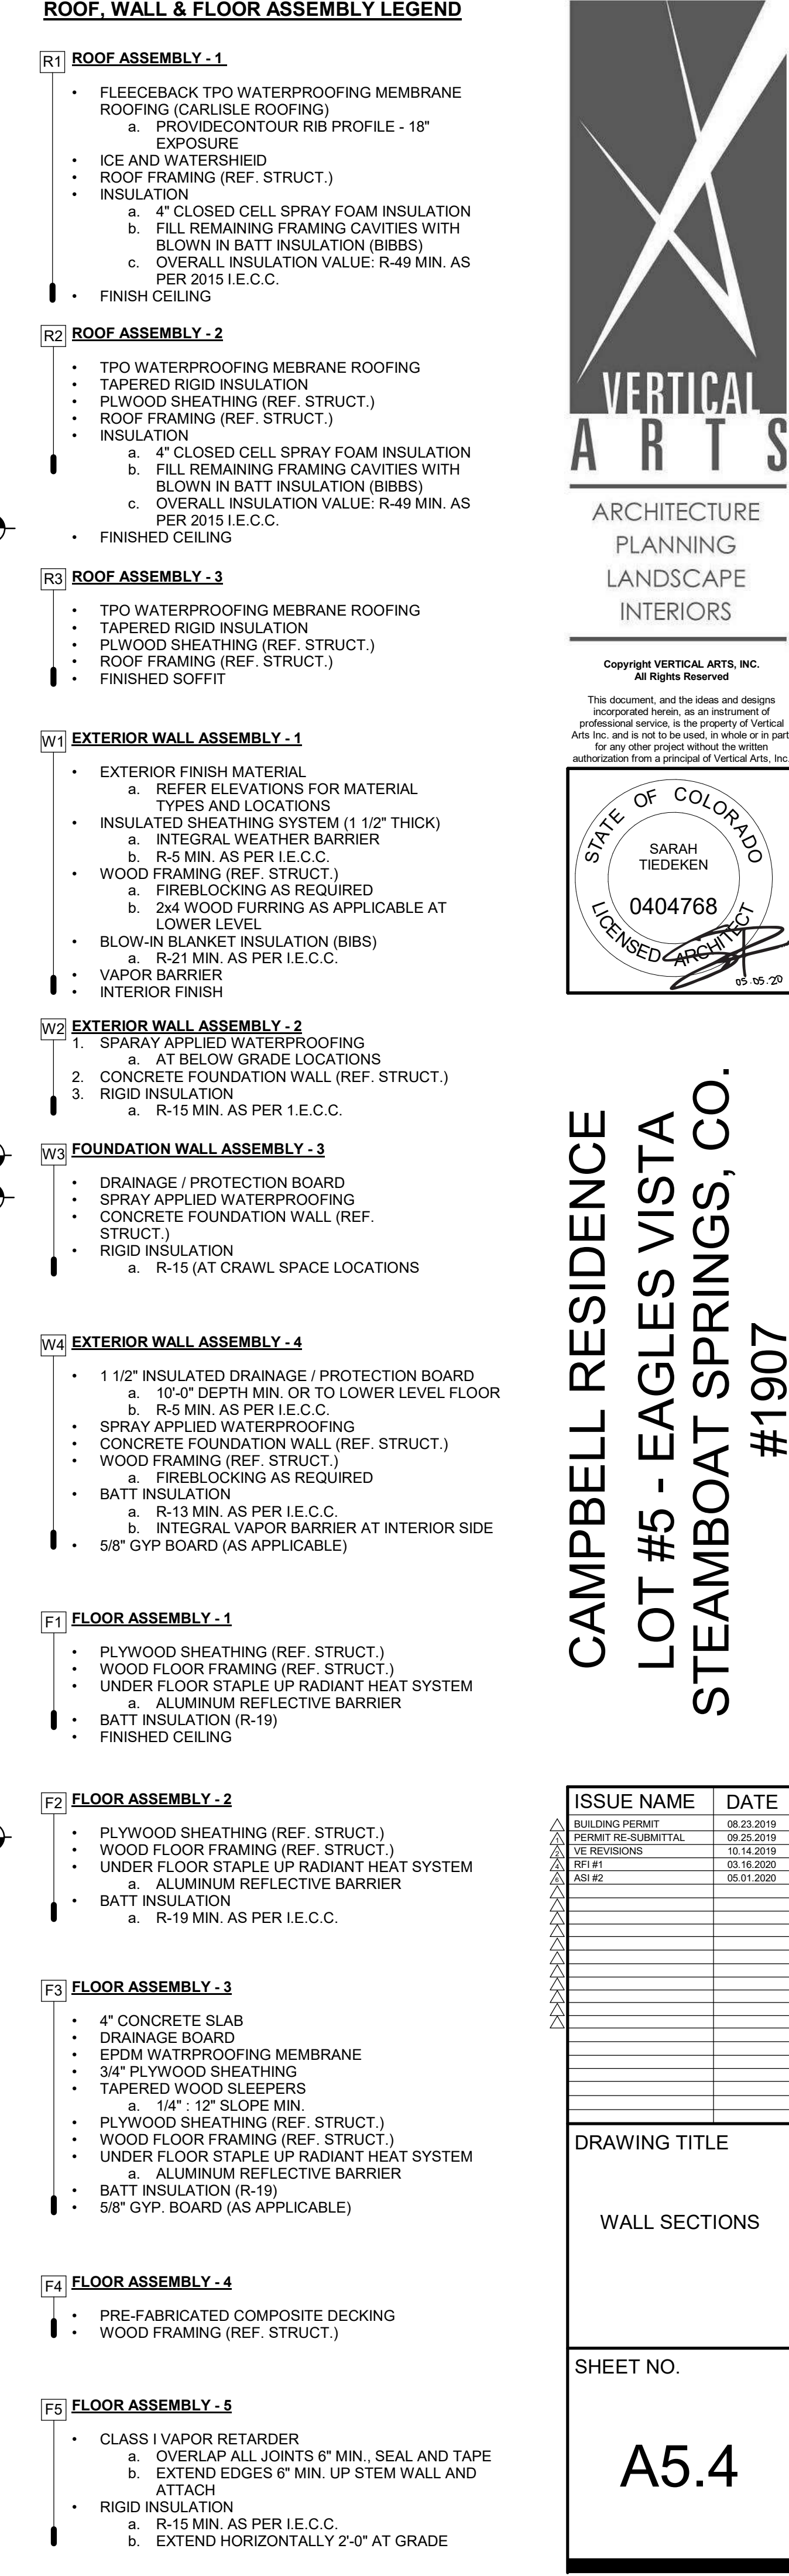 ROOF, WALL & FLOOR ASSEMBLY LEGEND
R1 ROOF ASSEMBLY - 1
• FLEECEBACK TPO WATERPROOFING MEMBRANE
ROOFING (CARLISLE ROOFING)
a. PROVIDECONTOUR RIB PROFILE - 18"
EXPOSURE
• ICE AND WATERSHIEID
• ROOF FRAMING (REF. STRUCT.)
• INSULATION
a. 4" CLOSED CELL SPRAY FOAM INSULATION
b. FILL REMAINING FRAMING CAVITIES WITH
BLOWN IN BATT INSULATION (BIBBS)
c. OVERALL INSULATION VALUE: R-49 MIN. AS
PER 2015 I.E.C.C.
• FINISH CEILING
R2 ROOF ASSEMBLY - 2
• TPO WATERPROOFING MEBRANE ROOFING
• TAPERED RIGID INSULATION
• PLWOOD SHEATHING (REF. STRUCT.)
• ROOF FRAMING (REF. STRUCT.)
• INSULATION
a. 4" CLOSED CELL SPRAY FOAM INSULATION
b. FILL REMAINING FRAMING CAVITIES WITH
BLOWN IN BATT INSULATION (BIBBS)
c. OVERALL INSULATION VALUE: R-49 MIN. AS
PER 2015 I.E.C.C.
• FINISHED CEILING
R3 ROOF ASSEMBLY - 3
• TPO WATERPROOFING MEBRANE ROOFING
• TAPERED RIGID INSULATION
• PLWOOD SHEATHING (REF. STRUCT.)
• ROOF FRAMING (REF. STRUCT.)
• FINISHED SOFFIT
W1 EXTERIOR WALL ASSEMBLY - 1
• EXTERIOR FINISH MATERIAL
a. REFER ELEVATIONS FOR MATERIAL
TYPES AND LOCATIONS
• INSULATED SHEATHING SYSTEM (1 1/2" THICK)
a. INTEGRAL WEATHER BARRIER
b. R-5 MIN. AS PER I.E.C.C.
• WOOD FRAMING (REF. STRUCT.)
a. FIREBLOCKING AS REQUIRED
b. 2x4 WOOD FURRING AS APPLICABLE AT
LOWER LEVEL
• BLOW-IN BLANKET INSULATION (BIBS)
a. R-21 MIN. AS PER I.E.C.C.
• VAPOR BARRIER
• INTERIOR FINISH
W2 EXTERIOR WALL ASSEMBLY - 2
1. SPARAY APPLIED WATERPROOFING
a. AT BELOW GRADE LOCATIONS
2. CONCRETE FOUNDATION WALL (REF. STRUCT.)
3. RIGID INSULATION
a. R-15 MIN. AS PER 1.E.C.C.
W3 FOUNDATION WALL ASSEMBLY - 3
• DRAINAGE / PROTECTION BOARD
• SPRAY APPLIED WATERPROOFING
• CONCRETE FOUNDATION WALL (REF.
STRUCT.)
• RIGID INSULATION
a. R-15 (AT CRAWL SPACE LOCATIONS
W4 EXTERIOR WALL ASSEMBLY - 4
• 1 1/2" INSULATED DRAINAGE / PROTECTION BOARD
a. 10'-0" DEPTH MIN. OR TO LOWER LEVEL FLOOR
b. R-5 MIN. AS PER I.E.C.C.
• SPRAY APPLIED WATERPROOFING
• CONCRETE FOUNDATION WALL (REF. STRUCT.)
• WOOD FRAMING (REF. STRUCT.)
a. FIREBLOCKING AS REQUIRED
• BATT INSULATION
a. R-13 MIN. AS PER I.E.C.C.
b. INTEGRAL VAPOR BARRIER AT INTERIOR SIDE
• 5/8" GYP BOARD (AS APPLICABLE)
F1 FLOOR ASSEMBLY - 1
• PLYWOOD SHEATHING (REF. STRUCT.)
• WOOD FLOOR FRAMING (REF. STRUCT.)
• UNDER FLOOR STAPLE UP RADIANT HEAT SYSTEM
a. ALUMINUM REFLECTIVE BARRIER
• BATT INSULATION (R-19)
• FINISHED CEILING
F2 FLOOR ASSEMBLY - 2
• PLYWOOD SHEATHING (REF. STRUCT.)
• WOOD FLOOR FRAMING (REF. STRUCT.)
• UNDER FLOOR STAPLE UP RADIANT HEAT SYSTEM
a. ALUMINUM REFLECTIVE BARRIER
• BATT INSULATION
a. R-19 MIN. AS PER I.E.C.C.
F3 FLOOR ASSEMBLY - 3
• 4" CONCRETE SLAB
• DRAINAGE BOARD
• EPDM WATRPROOFING MEMBRANE
• 3/4" PLYWOOD SHEATHING
• TAPERED WOOD SLEEPERS
a. 1/4" : 12" SLOPE MIN.
• PLYWOOD SHEATHING (REF. STRUCT.)
• WOOD FLOOR FRAMING (REF. STRUCT.)
• UNDER FLOOR STAPLE UP RADIANT HEAT SYSTEM
a. ALUMINUM REFLECTIVE BARRIER
• BATT INSULATION (R-19)
• 5/8" GYP. BOARD (AS APPLICABLE)
F4 FLOOR ASSEMBLY - 4
• PRE-FABRICATED COMPOSITE DECKING
• WOOD FRAMING (REF. STRUCT.)
F5 FLOOR ASSEMBLY - 5
• CLASS I VAPOR RETARDER
a. OVERLAP ALL JOINTS 6" MIN., SEAL AND TAPE
b. EXTEND EDGES 6" MIN. UP STEM WALL AND
ATTACH
• RIGID INSULATION
a. R-15 MIN. AS PER I.E.C.C.
b. EXTEND HORIZONTALLY 2'-0" AT GRADE
VERTICAL
ARTS
ARCHITECTURE
PLANNING
LANDSCAPE
INTERIORS
Copyright VERTICAL ARTS, INC.
All Rights Reserved
This document, and the ideas and designs
incorporated herein, as an instrument of
professional service, is the property of Vertical
Arts Inc. and is not to be used, in whole or in part
for any other project without the written
authorization from a principal of Vertical Arts, Inc.
STATE OF COLORADO
SARAH
TIEDEKEN
0404768
LICENSED ARCHITECT
05.05.20
CAMPBELL RESIDENCE
LOT #5 - EAGLES VISTA
STEAMBOAT SPRINGS, CO.
#1907
ISSUE NAME DATE
BUILDING PERMIT 08.23.2019
1 PERMIT RE-SUBMITTAL 09.25.2019
2 VE REVISIONS 10.14.2019
4 RFI #1 03.16.2020
6 ASI #2 05.01.2020
DRAWING TITLE
WALL SECTIONS
SHEET NO.
A5.4